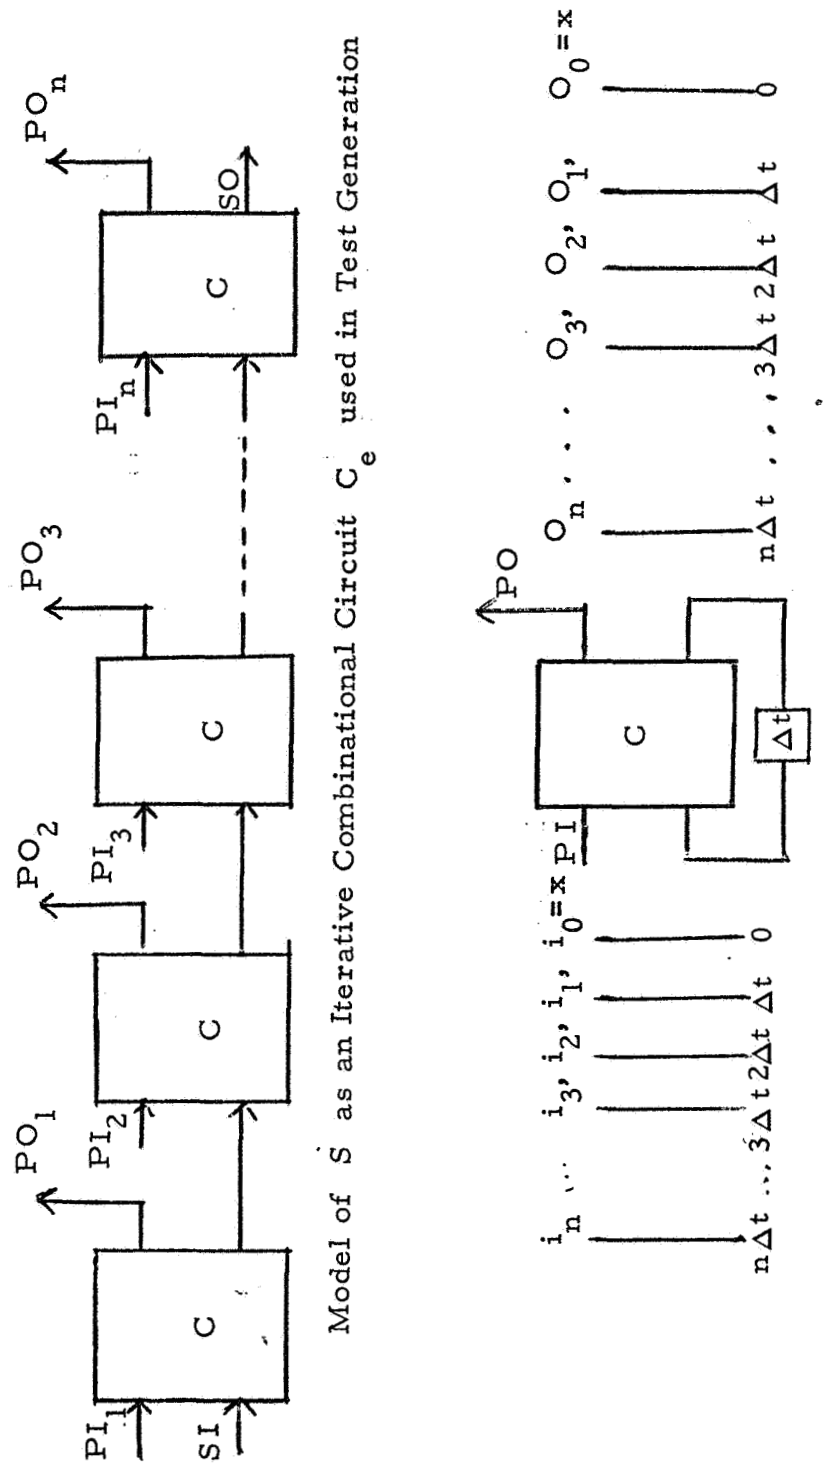 PO₁ PO₂ PO₃ POₙ
PI₁ PI₂ PI₃ PIₙ
C C C C
SI SO
Model of S as an Iterative Combinational Circuit Cₑ used in Test Generation
PO
iₙ ... i₃, i₂, i₁, i₀=x PI C Oₙ . . . O₃, O₂, O₁, O₀=x
nΔt ..., 3Δt 2Δt Δt 0 Δt nΔt . . . , 3Δt 2Δt Δt 0